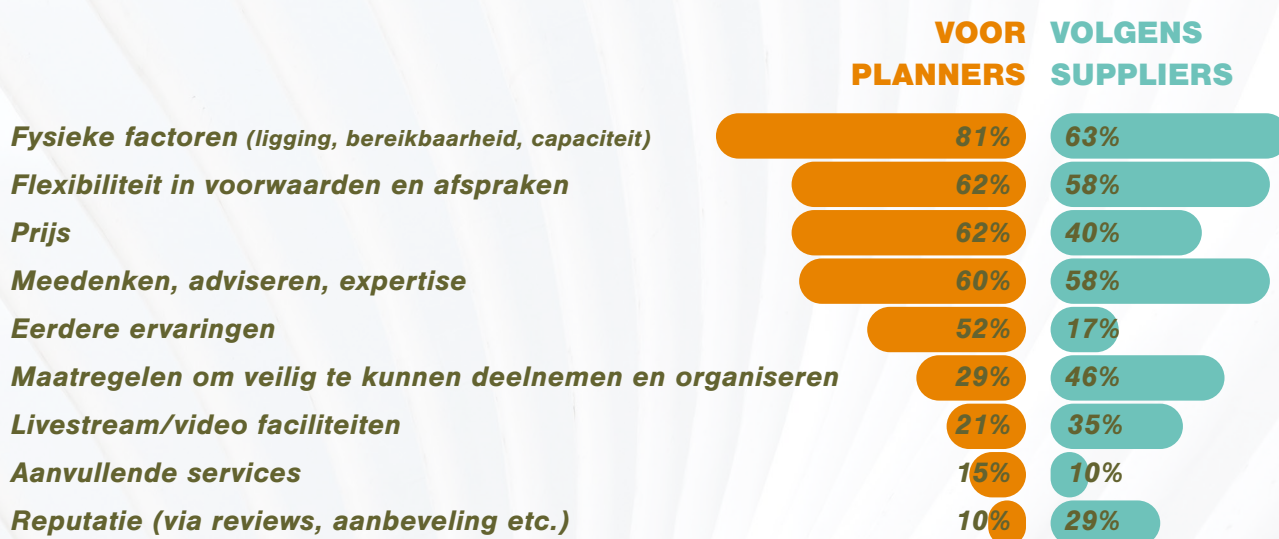 VOOR VOLGENS
PLANNERS SUPPLIERS
Fysieke factoren (ligging, bereikbaarheid, capaciteit) 81% 63%
Flexibiliteit in voorwaarden en afspraken 62% 58%
Prijs 62% 40%
Meedenken, adviseren, expertise 60% 58%
Eerdere ervaringen 52% 17%
Maatregelen om veilig te kunnen deelnemen en organiseren 29% 46%
Livestream/video faciliteiten 21% 35%
Aanvullende services 15% 10%
Reputatie (via reviews, aanbeveling etc.) 10% 29%